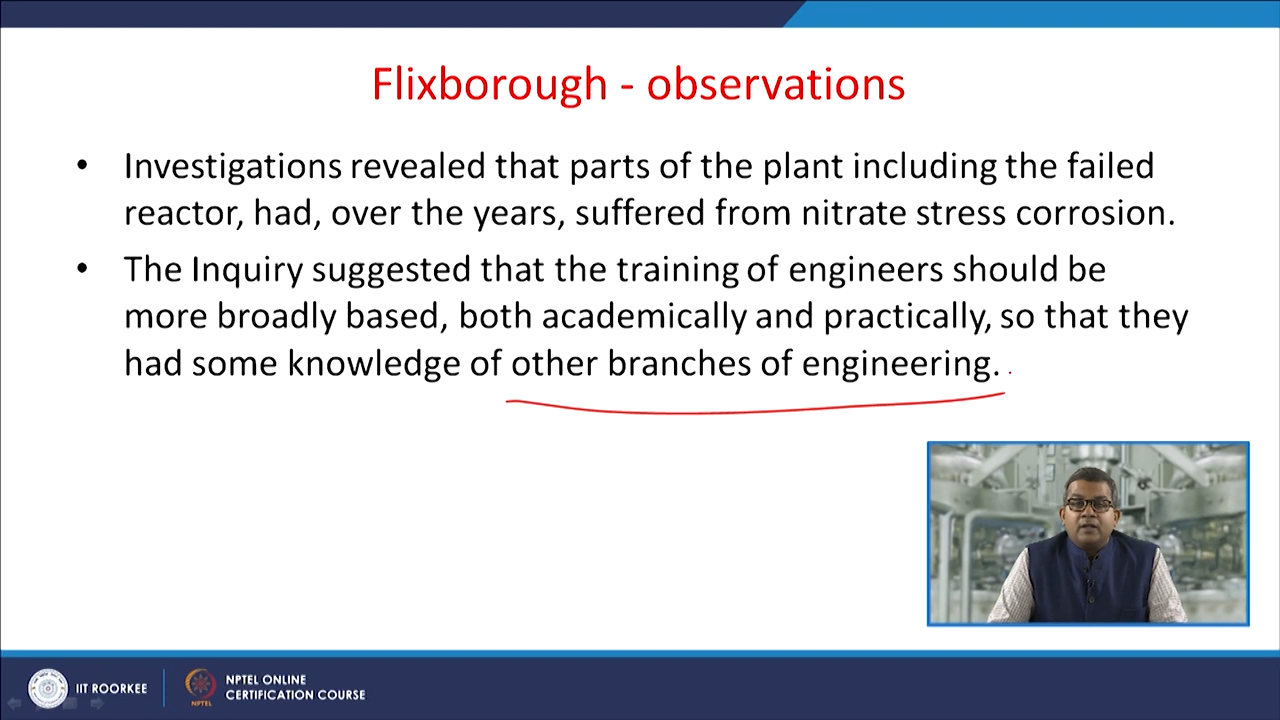 Flixborough - observations
• Investigations revealed that parts of the plant including the failed
reactor, had, over the years, suffered from nitrate stress corrosion.
• The Inquiry suggested that the training of engineers should be
more broadly based, both academically and practically, so that they
had some knowledge of other branches of engineering.
IIT ROORKEE
NPTEL ONLINE
CERTIFICATION COURSE
NPTEL